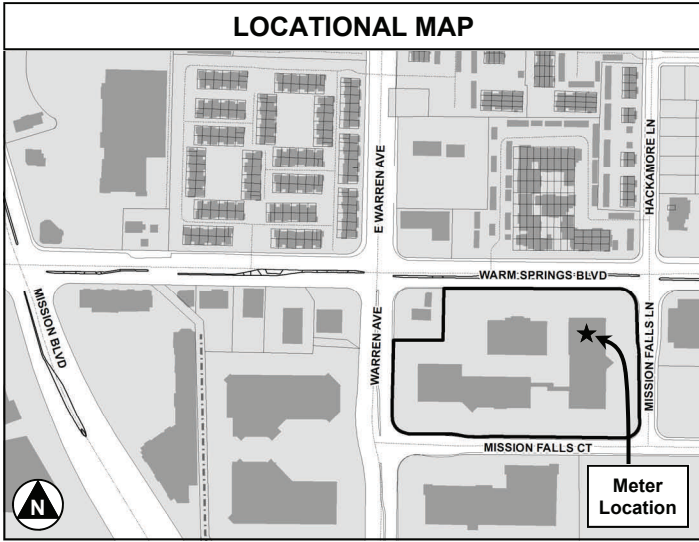 LOCATIONAL MAP
E WARREN AVE
HACKAMORE LN
WARM SPRINGS BLVD
MISSION BLVD
WARREN AVE
MISSION FALLS LN
MISSION FALLS CT
Meter
Location
N